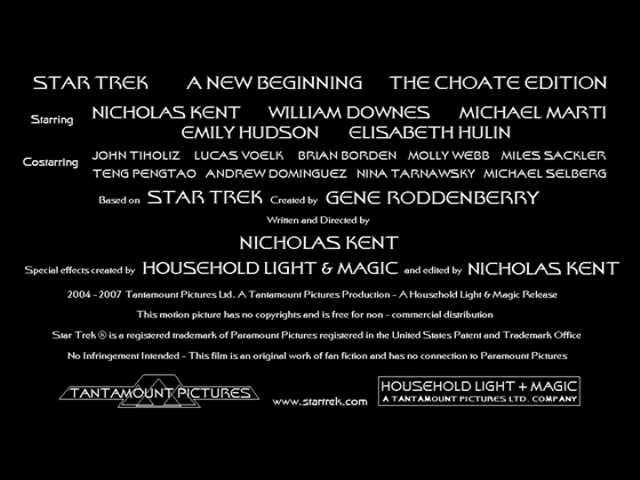 STAR TREK A NEW BEGINNING THE CHOATE EDITION
Starring NICHOLAS KENT WILLIAM DOWNES MICHAEL MARTI
EMILY HUDSON ELISABETH HULIN
Costarring JOHN TIHOLIZ LUCAS VOELK BRIAN BORDEN MOLLY WEBB MILES SACKLER
TENG PENGTAO ANDREW DOMINGUEZ NINA TARNAWSKY MICHAEL SELBERG
Based on STAR TREK Created by GENE RODDENBERRY
Written and Directed by
NICHOLAS KENT
Special effects created by HOUSEHOLD LIGHT & MAGIC and edited by NICHOLAS KENT
2004 - 2007 Tantamount Pictures Ltd. A Tantamount Pictures Production - A Household Light & Magic Release
This motion picture has no copyrights and is free for non - commercial distribution
Star Trek ® is a registered trademark of Paramount Pictures registered in the United States Patent and Trademark Office
No Infringement Intended - This film is an original work of fan fiction and has no connection to Paramount Pictures
TANTAMOUNT PICTURES
www.startrek.com
HOUSEHOLD LIGHT + MAGIC
A TANTAMOUNT PICTURES LTD. COMPANY